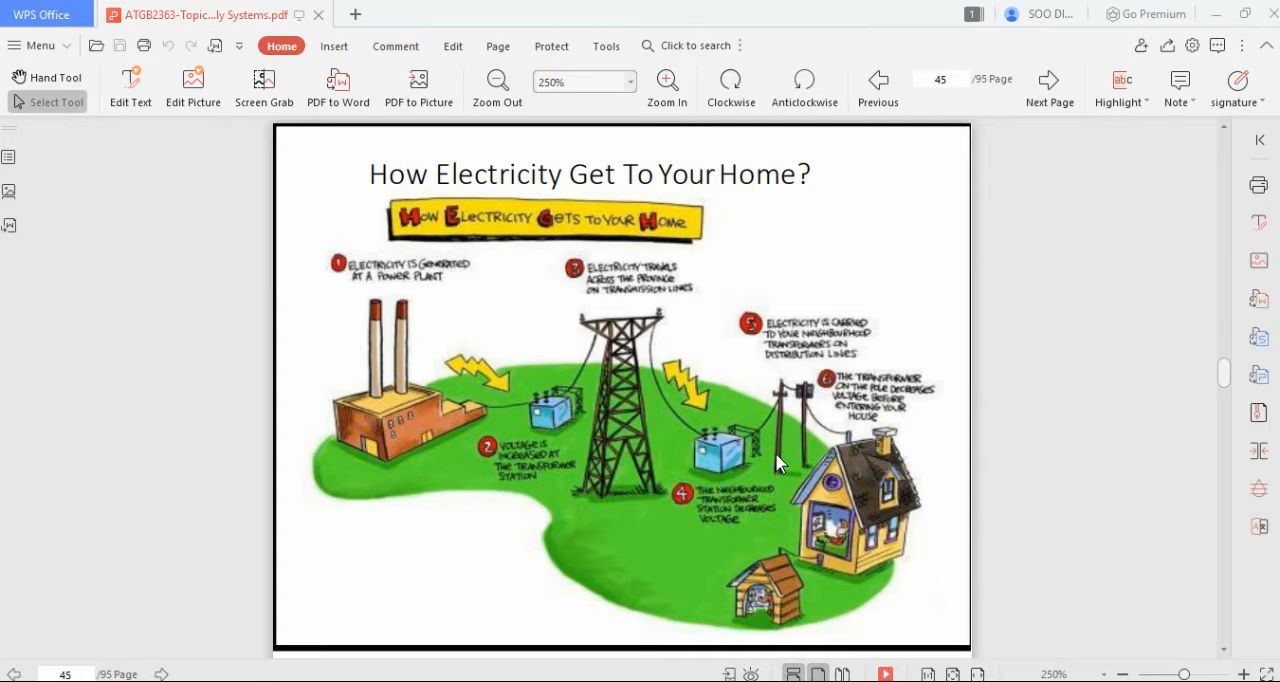 WPS Office
ATGB2363-Topic...ly Systems.pdf
1
SOO DI...
Go Premium
Menu
Home
Insert
Comment
Edit
Page
Protect
Tools
Click to search
Hand Tool
Select Tool
Edit Text
Edit Picture
Screen Grab
PDF to Word
PDF to Picture
Zoom Out
250%
Zoom In
Clockwise
Anticlockwise
Previous
45
/95 Page
Next Page
Highlight
Note
signature
How Electricity Get To Your Home?
HOW ELECTRICITY GETS TO YOUR HOME
1 ELECTRICITY IS GENERATED
AT A POWER PLANT
2 VOLTAGE IS
INCREASED AT
THE TRANSFORMER
STATION
3 ELECTRICITY TRAVELS
ACROSS THE PROVINCE
ON TRANSMISSION LINES
4 THE NEIGHBOURHOOD
TRANSFORMER
STATION DECREASES
VOLTAGE
5 ELECTRICITY IS CARRIED
TO YOUR NEIGHBOURHOOD
TRANSFORMERS ON
DISTRIBUTION LINES
6 THE TRANSFORMER
ON THE POLE DECREASES
VOLTAGE BEFORE
ENTERING YOUR
HOUSE
45
/95 Page
250%